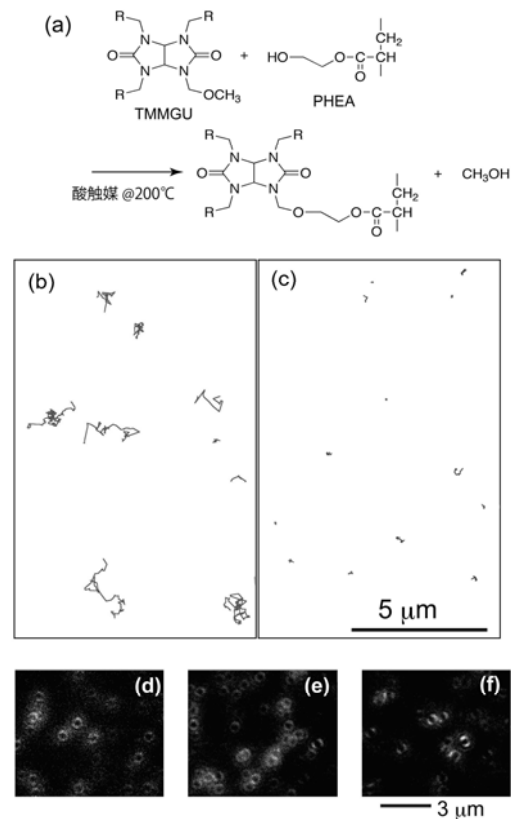 (a)
R R
N N
O O + HO O CH₂
N N C CH
R OCH₃ O
TMMGU PHEA
R R
N N
酸触媒 @200℃
O O O CH₂ + CH₃OH
N N O C CH
R O
(b) (c)
5 μm
(d) (e) (f)
3 μm